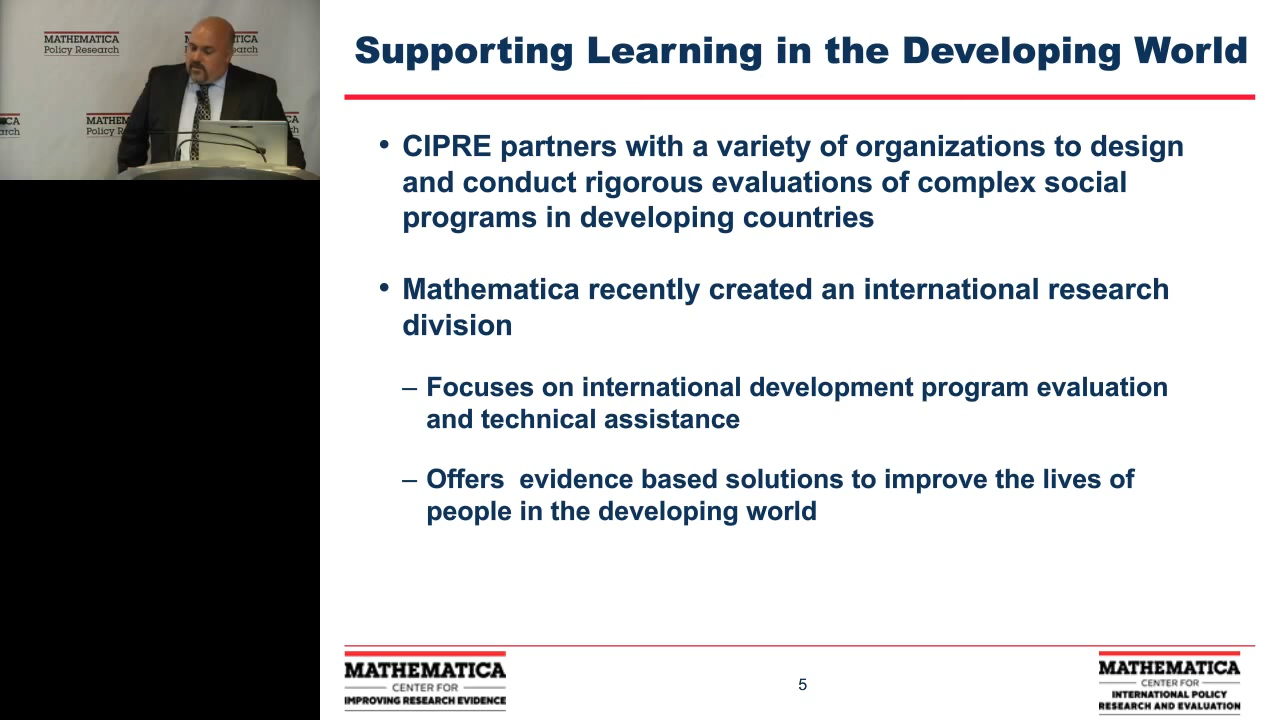 MATHEMATICA
Policy Research
MATHEMATICA
Policy Research
Supporting Learning in the Developing World
• CIPRE partners with a variety of organizations to design
and conduct rigorous evaluations of complex social
programs in developing countries
• Mathematica recently created an international research
division
– Focuses on international development program evaluation
and technical assistance
– Offers  evidence based solutions to improve the lives of
people in the developing world
MATHEMATICA
CENTER FOR
IMPROVING RESEARCH EVIDENCE
5
MATHEMATICA
CENTER FOR
INTERNATIONAL POLICY
RESEARCH AND EVALUATION